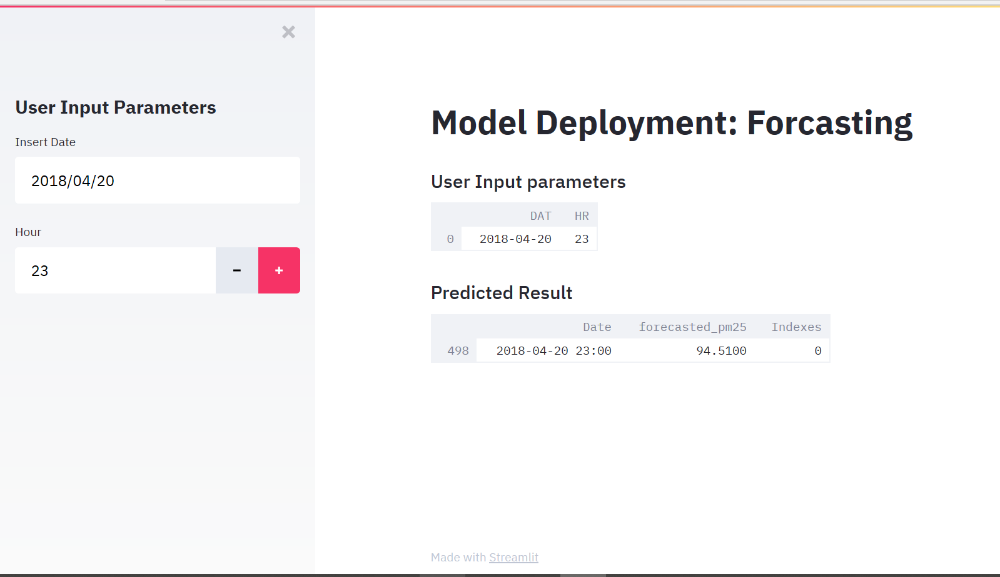 User Input Parameters
Insert Date
2018/04/20
Hour
23
Model Deployment: Forcasting
User Input parameters
DAT HR
0 2018-04-20 23
Predicted Result
Date forecasted_pm25 Indexes
498 2018-04-20 23:00 94.5100 0
Made with Streamlit